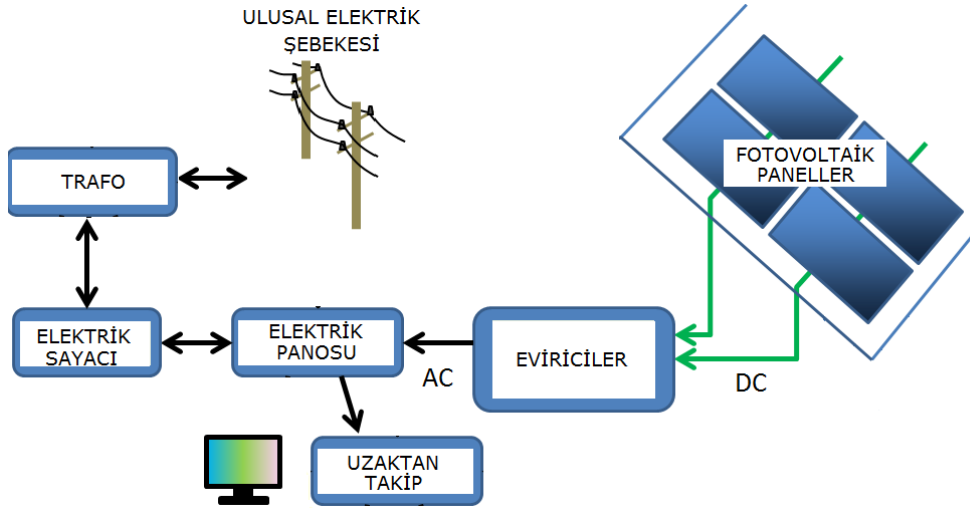 ULUSAL ELEKTRİK
ŞEBEKESİ
TRAFO
FOTOVOLTAİK
PANELLER
ELEKTRİK
SAYACI
ELEKTRİK
PANOSU
AC
EVİRİCİLER
DC
UZAKTAN
TAKİP